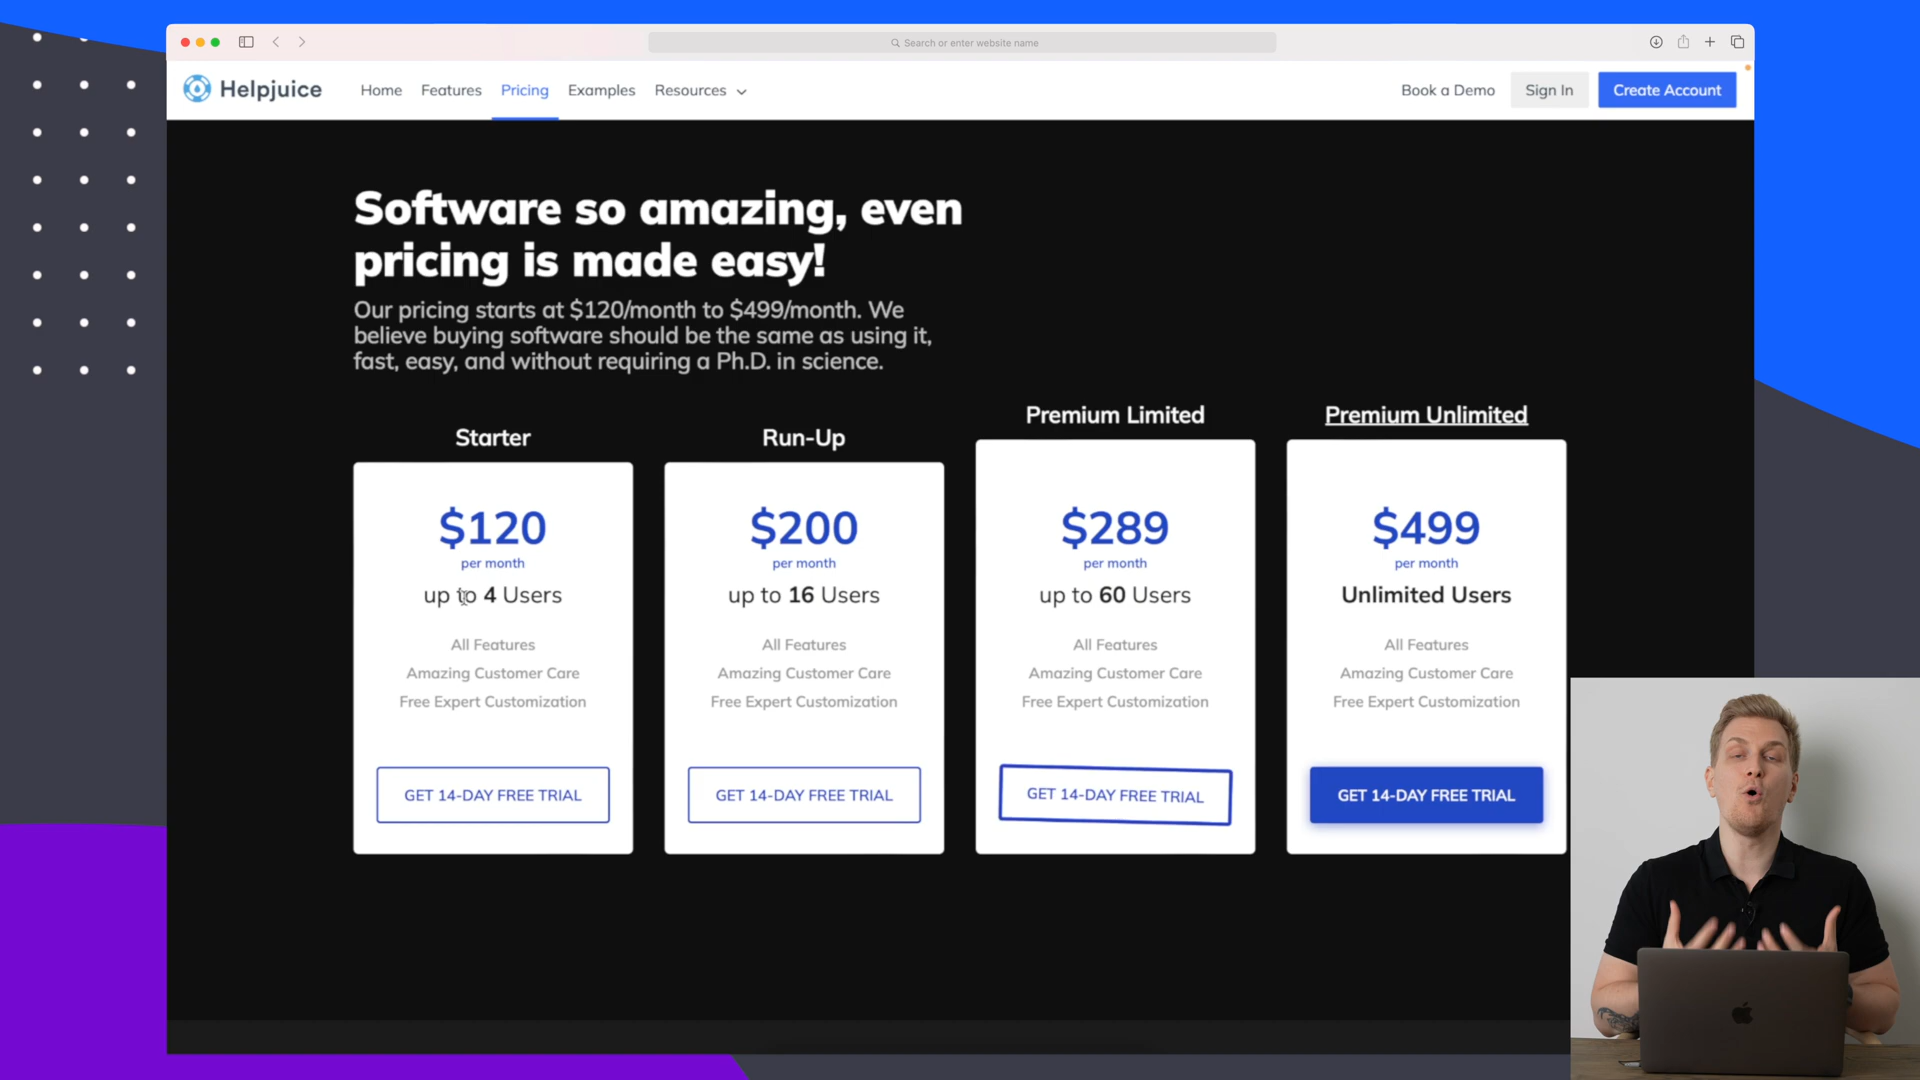 Search or enter website name
Helpjuice
Home Features Pricing Examples Resources
Book a Demo Sign In Create Account
Software so amazing, even
pricing is made easy!
Our pricing starts at $120/month to $499/month. We
believe buying software should be the same as using it,
fast, easy, and without requiring a Ph.D. in science.
Starter
$120
per month
up to 4 Users
All Features
Amazing Customer Care
Free Expert Customization
GET 14-DAY FREE TRIAL
Run-Up
$200
per month
up to 16 Users
All Features
Amazing Customer Care
Free Expert Customization
GET 14-DAY FREE TRIAL
Premium Limited
$289
per month
up to 60 Users
All Features
Amazing Customer Care
Free Expert Customization
GET 14-DAY FREE TRIAL
Premium Unlimited
$499
per month
Unlimited Users
All Features
Amazing Customer Care
Free Expert Customization
GET 14-DAY FREE TRIAL